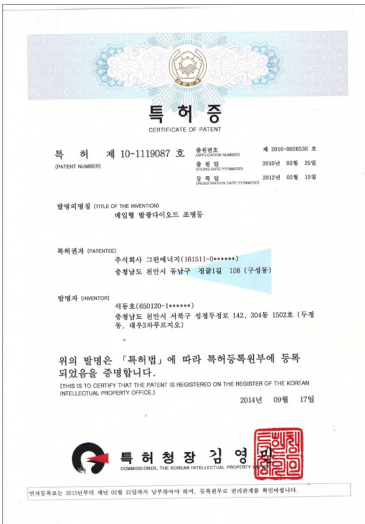 특허증
CERTIFICATE OF PATENT
특 허 제 10-1119087 호
(PATENT NUMBER)
출원번호 제 2010-0026536 호
(APPLICATION NUMBER)
출원일 2010년 03월 25일
(FILING DATE:YY/MM/DD)
등록일 2012년 02월 15일
(REGISTRATION DATE:YY/MM/DD)
발명의명칭 (TITLE OF THE INVENTION)
매입형 발광다이오드 조명등
특허권자 (PATENTEE)
주식회사 그린에너지(161511-0******)
충청남도 천안시 동남구 정골1길 108 (구성동)
발명자 (INVENTOR)
석동호(650120-1******)
충청남도 천안시 서북구 성정두정로 142, 304동 1502호 (두정
동, 대우3차푸르지오)
위의 발명은 「특허법」에 따라 특허등록원부에 등록
되었음을 증명합니다.
(THIS IS TO CERTIFY THAT THE PATENT IS REGISTERED ON THE REGISTER OF THE KOREAN
INTELLECTUAL PROPERTY OFFICE.)
2014년 09월 17일
특허청장 김영
COMMISSIONER, THE KOREAN INTELLECTUAL PROPERTY
연차등록료는 2015년부터 매년 02월 15일까지 납부하여야 하며, 등록원부로 권리관계를 확인바랍니다.